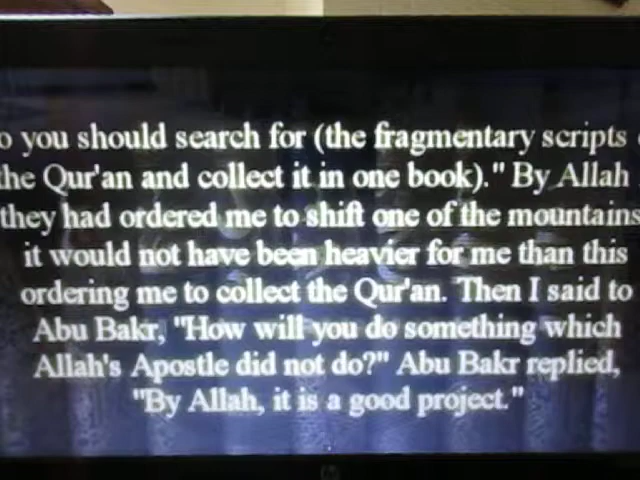 o you should search for (the fragmentary scripts
the Qur'an and collect it in one book)." By Allah
they had ordered me to shift one of the mountains
it would not have been heavier for me than this
ordering me to collect the Qur'an. Then I said to
Abu Bakr, "How will you do something which
Allah's Apostle did not do?" Abu Bakr replied,
"By Allah, it is a good project."